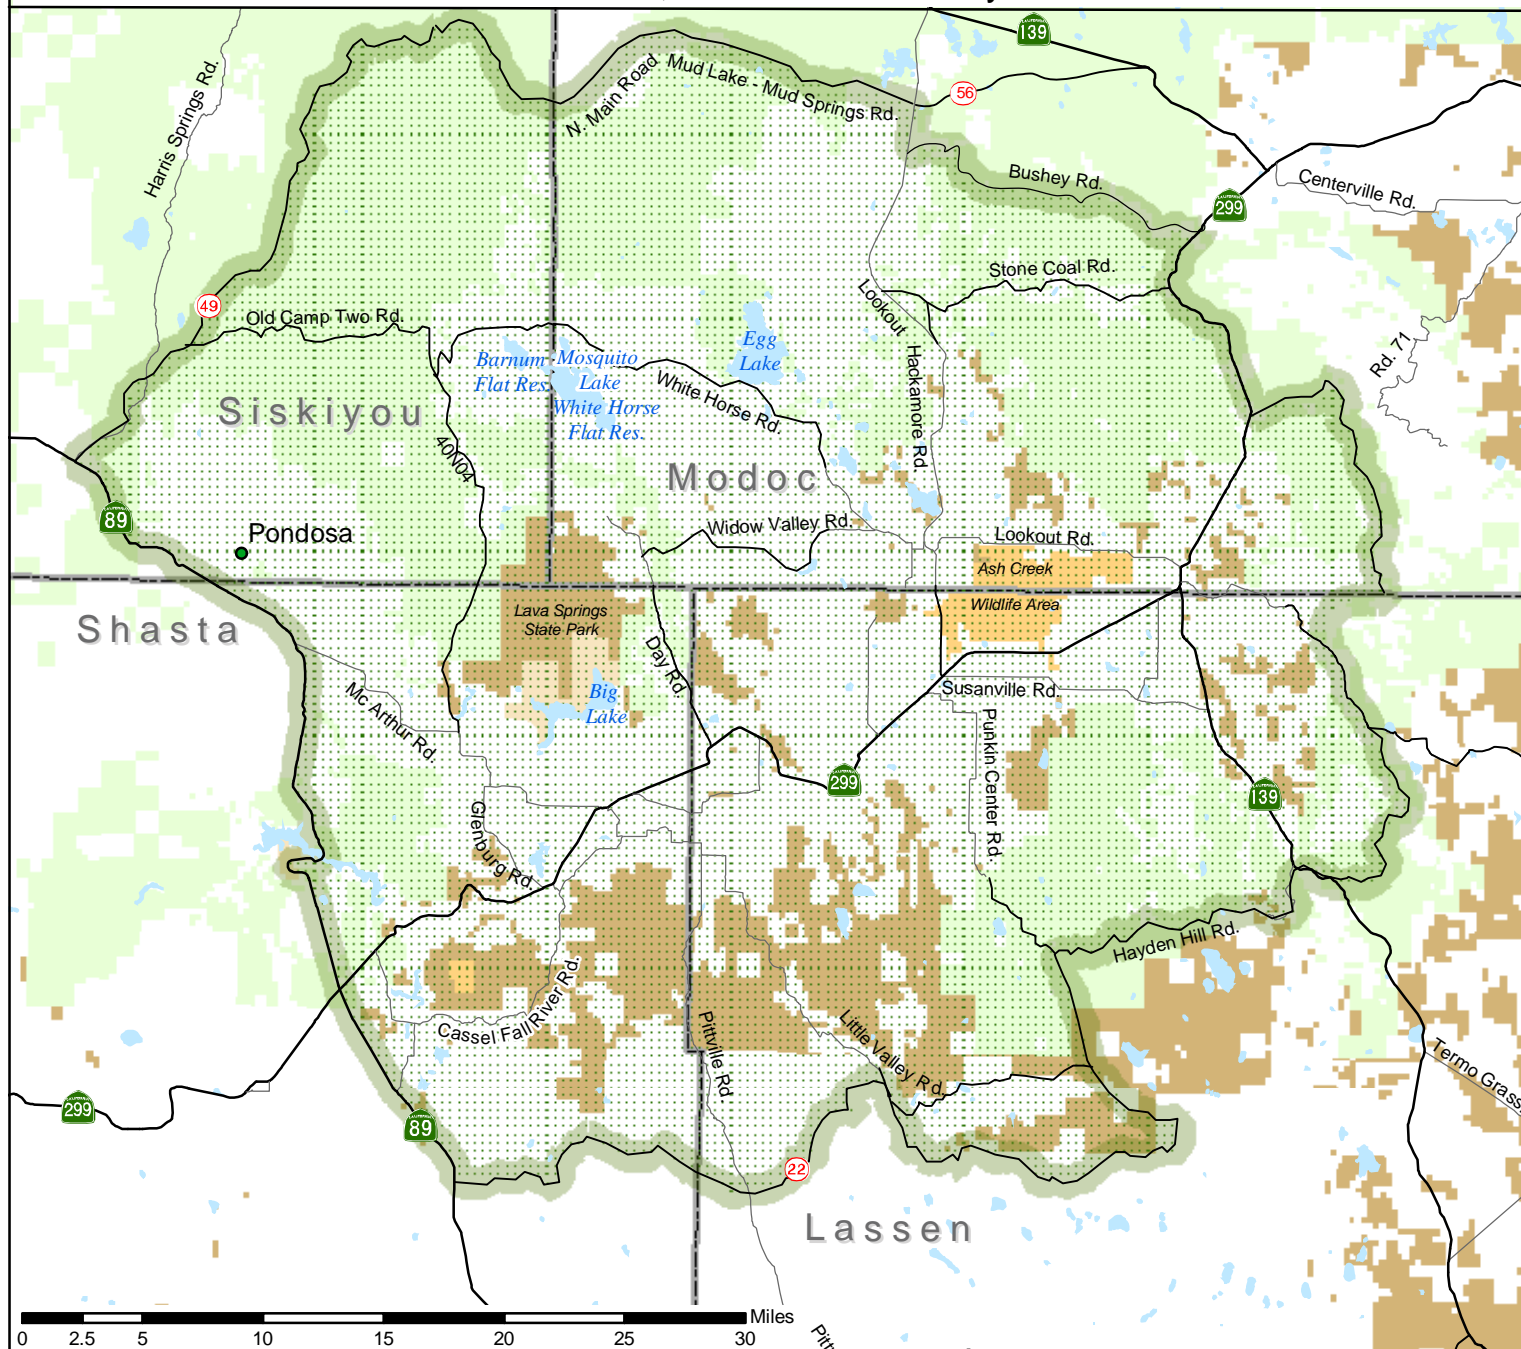 139
Harris Springs Rd.
N. Main Road
Mud Lake - Mud Springs Rd.
56
Bushey Rd.
Centerville Rd.
299
Stone Coal Rd.
49
Old Camp Two Rd.
Lookout
Hackamore Rd.
Rd. 71
Egg
Lake
Barnum
Flat Res.
Mosquito
Lake
White Horse
Flat Res.
White Horse Rd.
Siskiyou
40N04
Modoc
89
Pondosa
Widow Valley Rd.
Lookout Rd.
Ash Creek
Wildlife Area
Shasta
Lava Springs
State Park
Day Rd.
Big
Lake
Mc Arthur Rd.
Susanville Rd.
Punkin Center Rd.
299
139
Glenburg Rd.
Hayden Hill Rd.
Cassel Fall River Rd.
Pittville Rd.
Little Valley Rd.
Termo Grass
299
89
22
Lassen
0 2.5 5 10 15 20 25 30 Miles